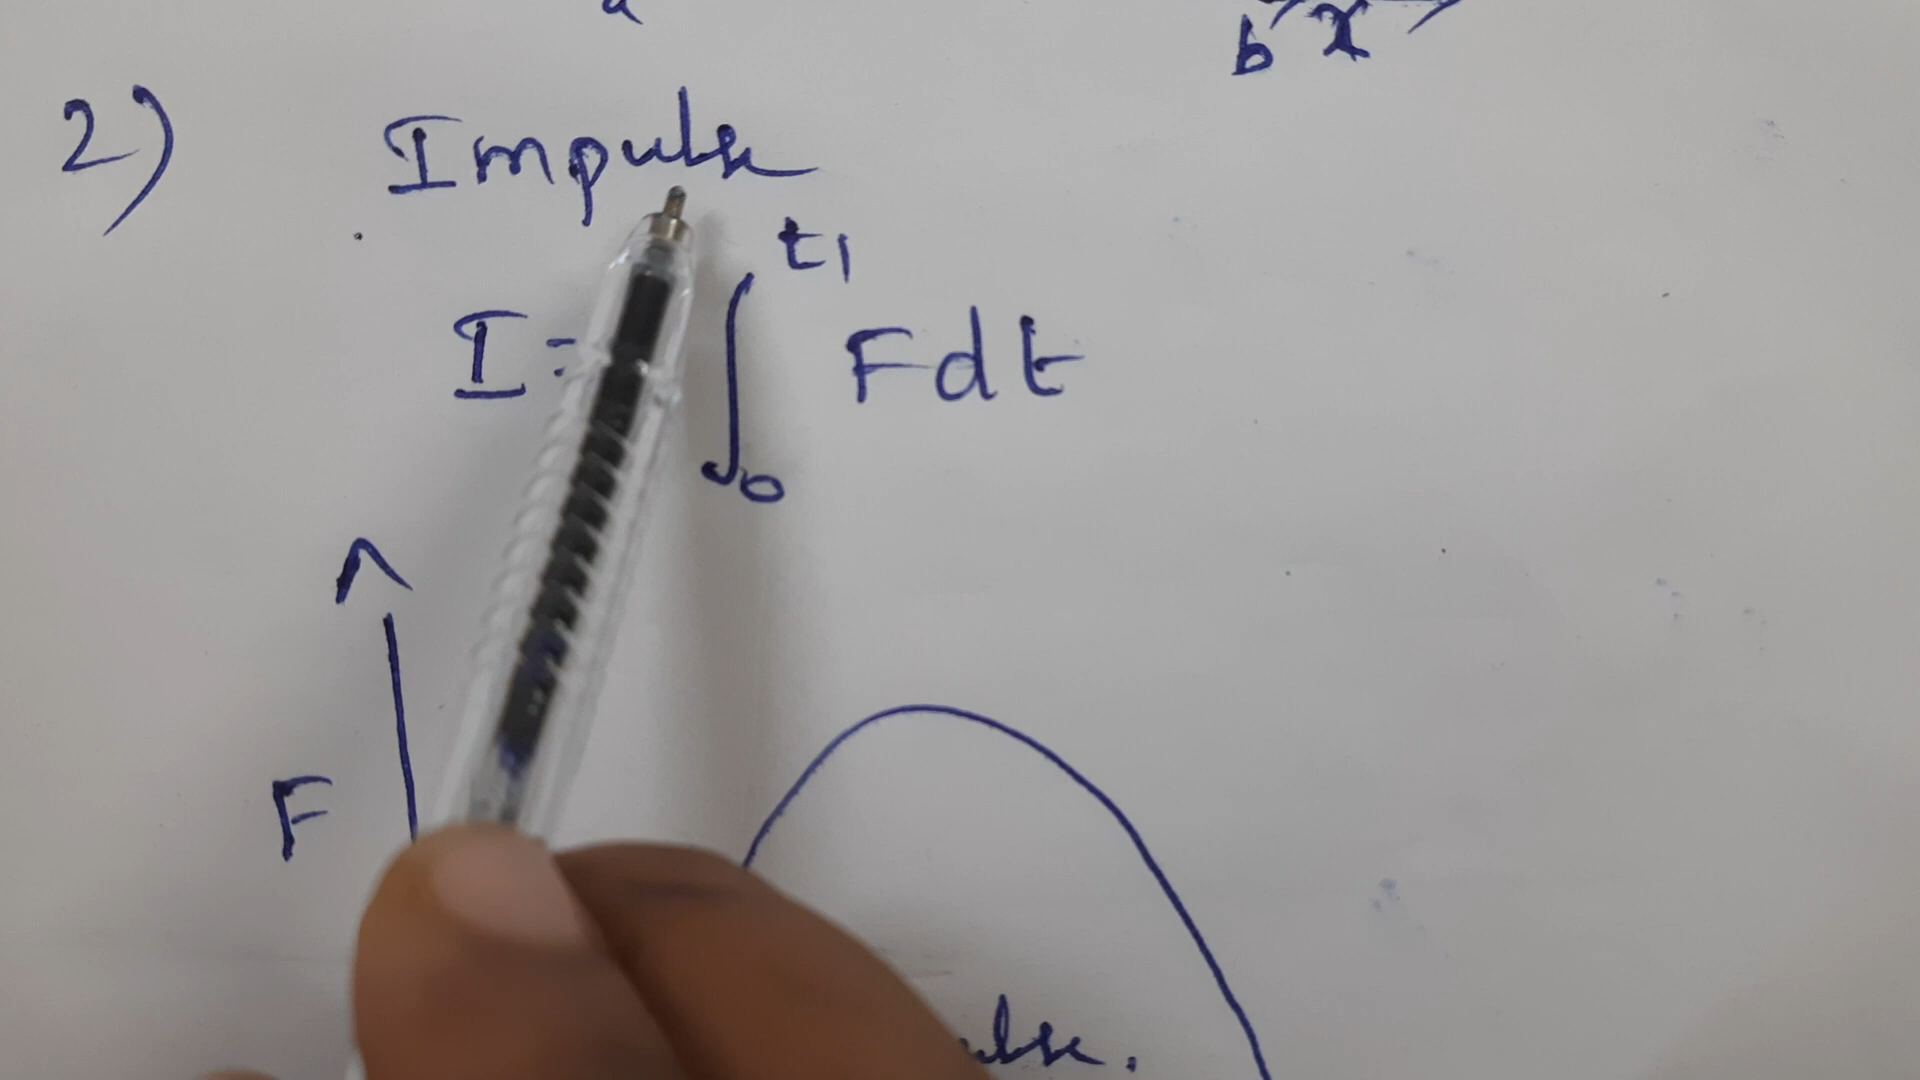 b x
2) Impulse
t1
I = ∫ F dt
0
F